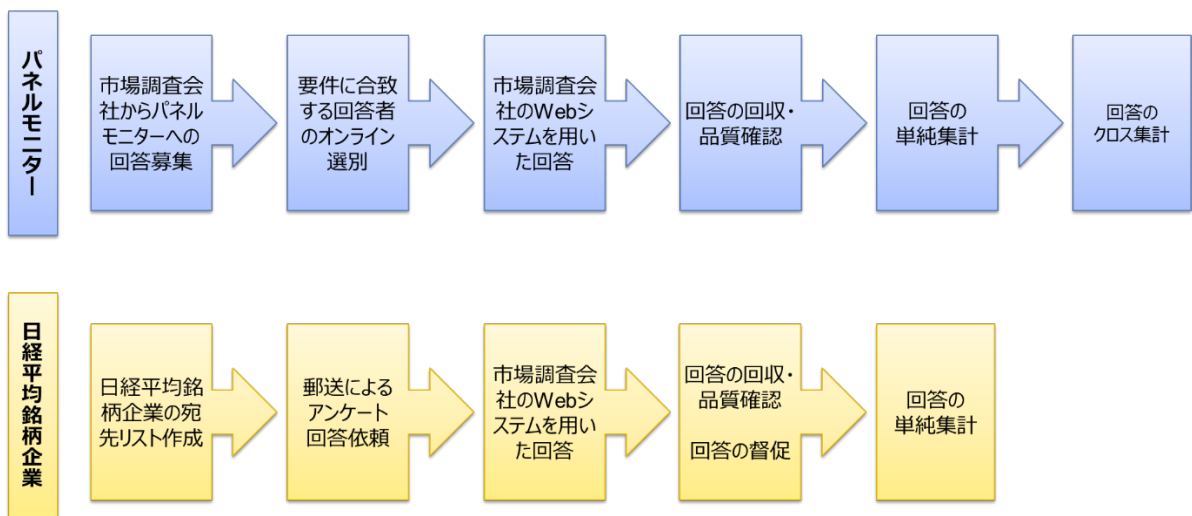 パネルモニター
市場調査会
社からパネル
モニターへの
回答募集
要件に合致
する回答者
のオンライン
選別
市場調査会
社のWebシ
ステムを用い
た回答
回答の回収・
品質確認
回答の
単純集計
回答の
クロス集計
日経平均銘柄企業
日経平均銘
柄企業の宛
先リスト作成
郵送による
アンケート
回答依頼
市場調査会
社のWebシ
ステムを用い
た回答
回答の回収・
品質確認
回答の督促
回答の
単純集計